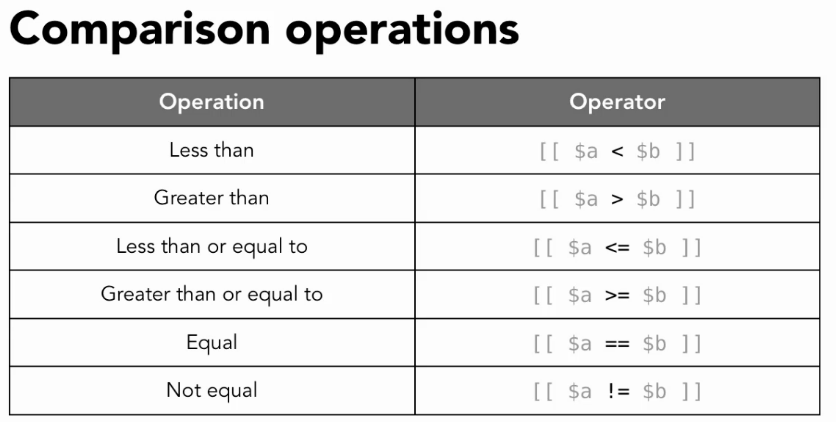 Comparison operations
Operation Operator
Less than [[ $a < $b ]]
Greater than [[ $a > $b ]]
Less than or equal to [[ $a <= $b ]]
Greater than or equal to [[ $a >= $b ]]
Equal [[ $a == $b ]]
Not equal [[ $a != $b ]]